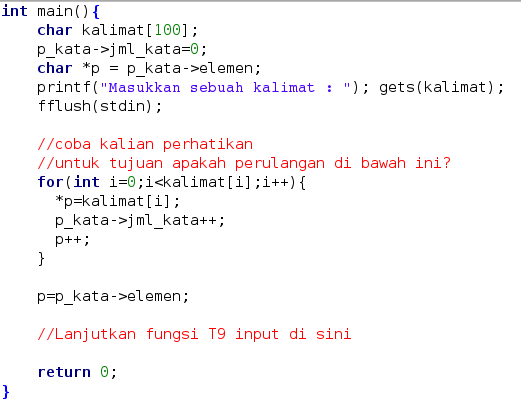 int main(){
char kalimat[100];
p_kata->jml_kata=0;
char *p = p_kata->elemen;
printf("Masukkan sebuah kalimat : "); gets(kalimat);
fflush(stdin);
//coba kalian perhatikan
//untuk tujuan apakah perulangan di bawah ini?
for(int i=0;i<kalimat[i];i++){
*p=kalimat[i];
p_kata->jml_kata++;
p++;
}
p=p_kata->elemen;
//Lanjutkan fungsi T9 input di sini
return 0;
}